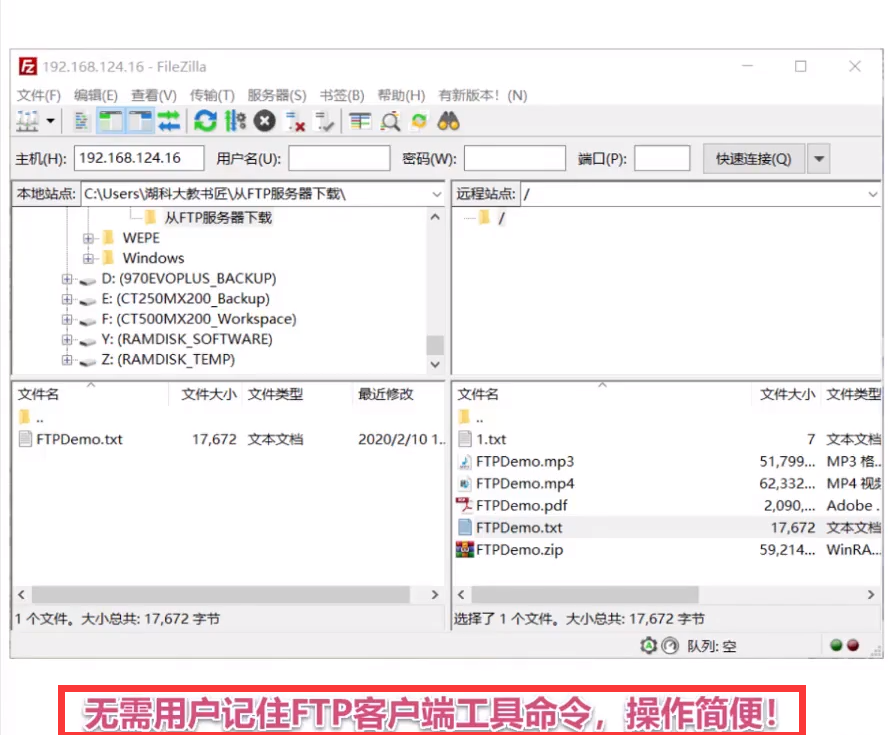 192.168.124.16 - FileZilla
文件(F) 编辑(E) 查看(V) 传输(T) 服务器(S) 书签(B) 帮助(H) 有新版本！(N)
主机(H): 192.168.124.16 用户名(U): 密码(W): 端口(P): 快速连接(Q)
本地站点: C:\Users\湖科大教书匠\从FTP服务器下载\
从FTP服务器下载
WEPE
Windows
D: (970EVOPLUS_BACKUP)
E: (CT250MX200_Backup)
F: (CT500MX200_Workspace)
Y: (RAMDISK_SOFTWARE)
Z: (RAMDISK_TEMP)
远程站点: /
/
文件名 文件大小 文件类型 最近修改
..
FTPDemo.txt 17,672 文本文档 2020/2/10 1...
1 个文件。大小总共: 17,672 字节
文件名 文件大小 文件类型
..
1.txt 7 文本文档
FTPDemo.mp3 51,799... MP3 格...
FTPDemo.mp4 62,332... MP4 视频
FTPDemo.pdf 2,090,... Adobe .
FTPDemo.txt 17,672 文本文档
FTPDemo.zip 59,214... WinRA...
选择了 1 个文件。大小总共: 17,672 字节
队列: 空
无需用户记住FTP客户端工具命令，操作简便！